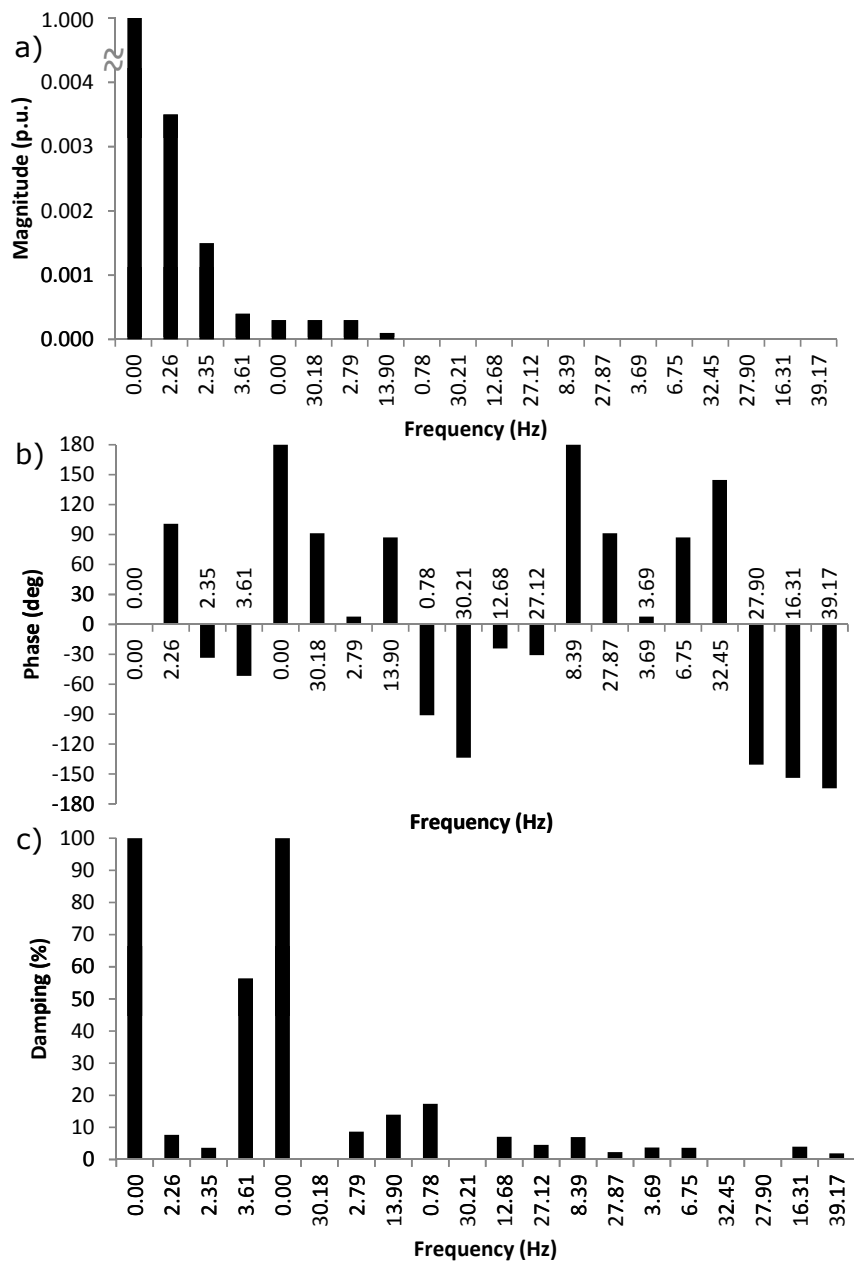 a)
Magnitude (p.u.)
1.000
0.004
0.003
0.002
0.001
0.000
0.00 2.26 2.35 3.61 0.00 30.18 2.79 13.90 0.78 30.21 12.68 27.12 8.39 27.87 3.69 6.75 32.45 27.90 16.31 39.17
Frequency (Hz)
b)
Phase (deg)
180
150
120
90
60
30
0
-30
-60
-90
-120
-150
-180
0.00 2.35 3.61 0.78 30.21 12.68 27.12 3.69 27.90 16.31 39.17
0.00 2.26 0.00 30.18 2.79 13.90 8.39 27.87 3.69 6.75 32.45
Frequency (Hz)
c)
Damping (%)
100
90
80
70
60
50
40
30
20
10
0
0.00 2.26 2.35 3.61 0.00 30.18 2.79 13.90 0.78 30.21 12.68 27.12 8.39 27.87 3.69 6.75 32.45 27.90 16.31 39.17
Frequency (Hz)